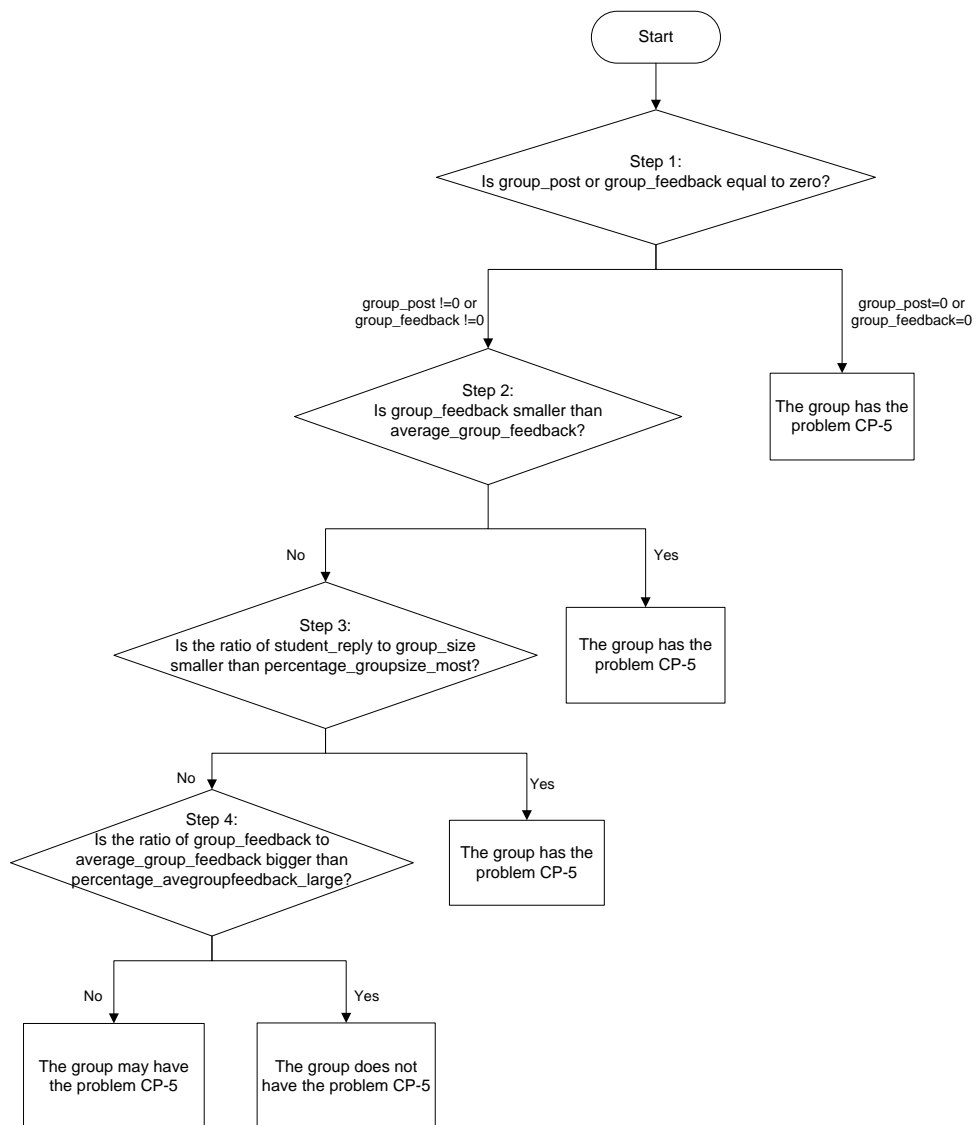 Start
Step 1:
Is group_post or group_feedback equal to zero?
group_post !=0 or
group_feedback !=0
group_post=0 or
group_feedback=0
Step 2:
Is group_feedback smaller than
average_group_feedback?
The group has the
problem CP-5
No
Yes
Step 3:
Is the ratio of student_reply to group_size
smaller than percentage_groupsize_most?
The group has the
problem CP-5
No
Yes
Step 4:
Is the ratio of group_feedback to
average_group_feedback bigger than
percentage_avegroupfeedback_large?
The group has the
problem CP-5
No
Yes
The group may have
the problem CP-5
The group does not
have the problem CP-5